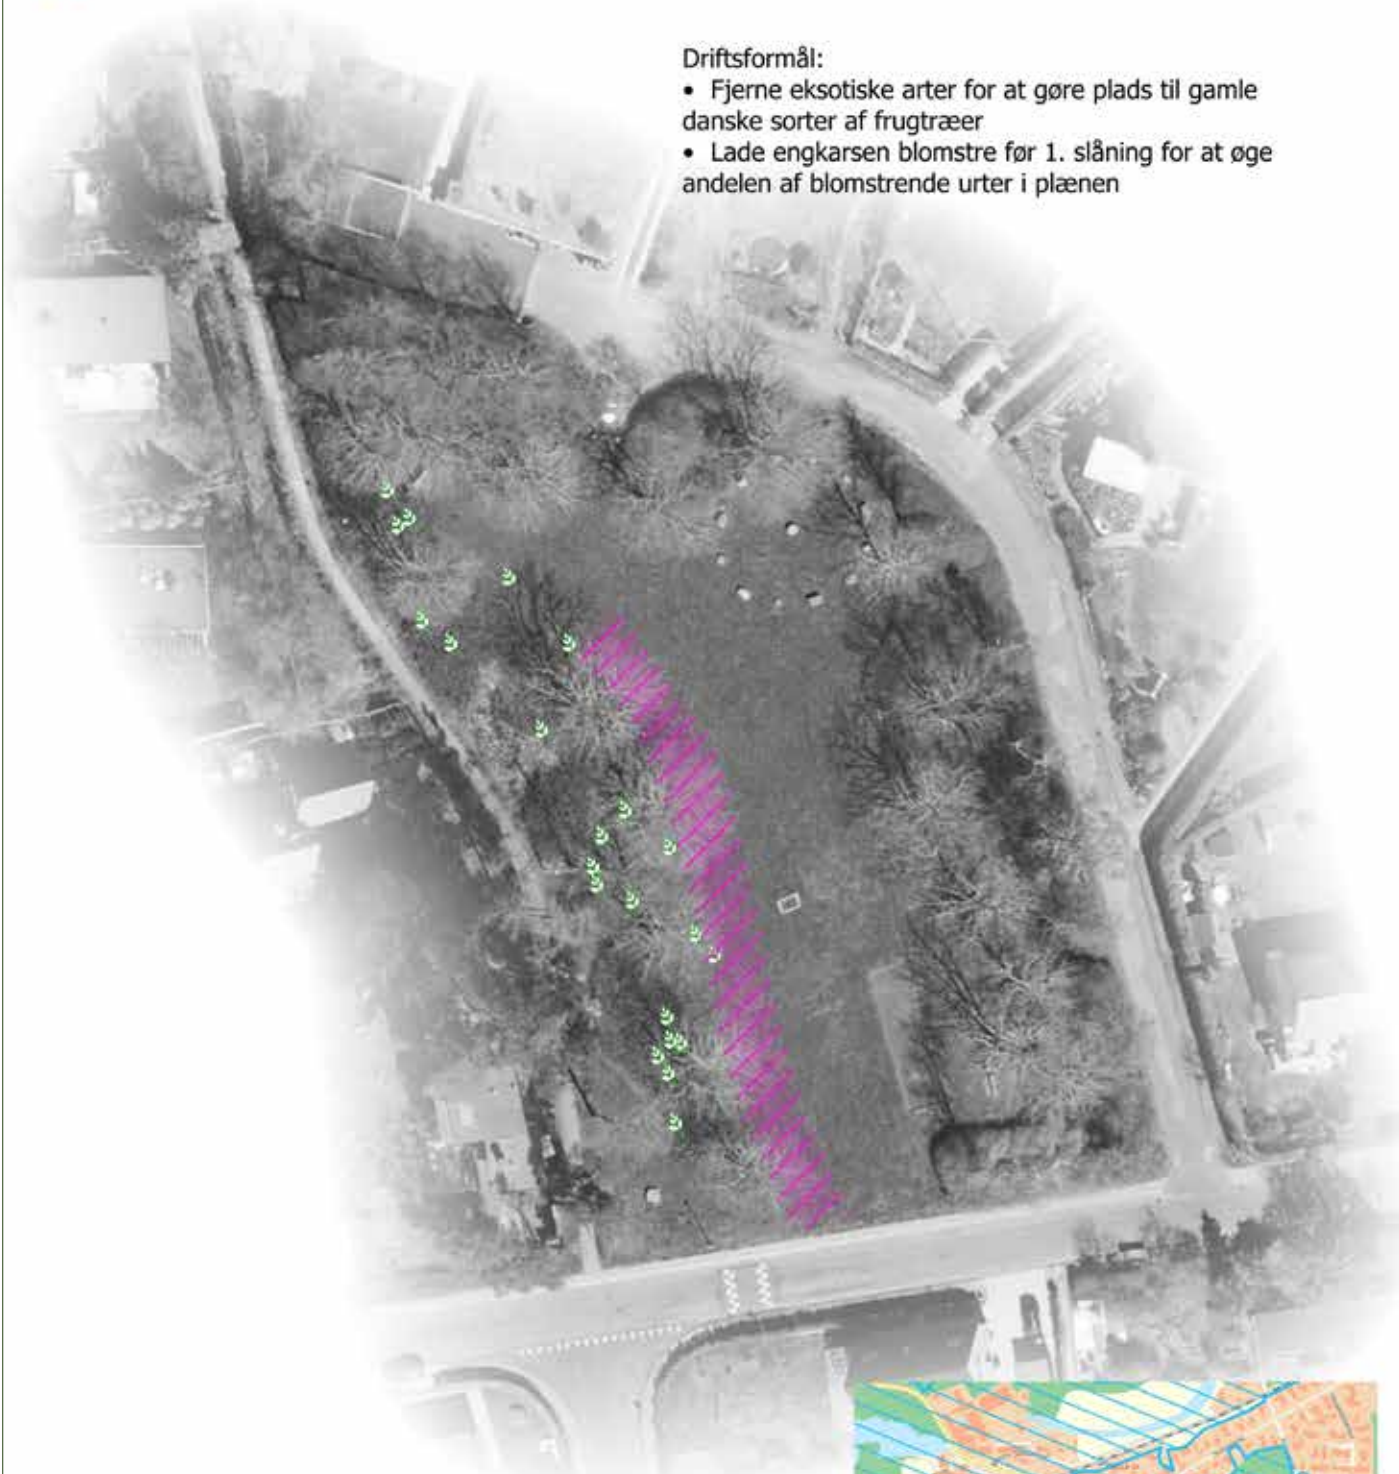 Driftsformål:
• Fjerne eksotiske arter for at gøre plads til gamle
danske sorter af frugtræer
• Lade engkarsen blomstre før 1. slåning for at øge
andelen af blomstrende urter i plænen